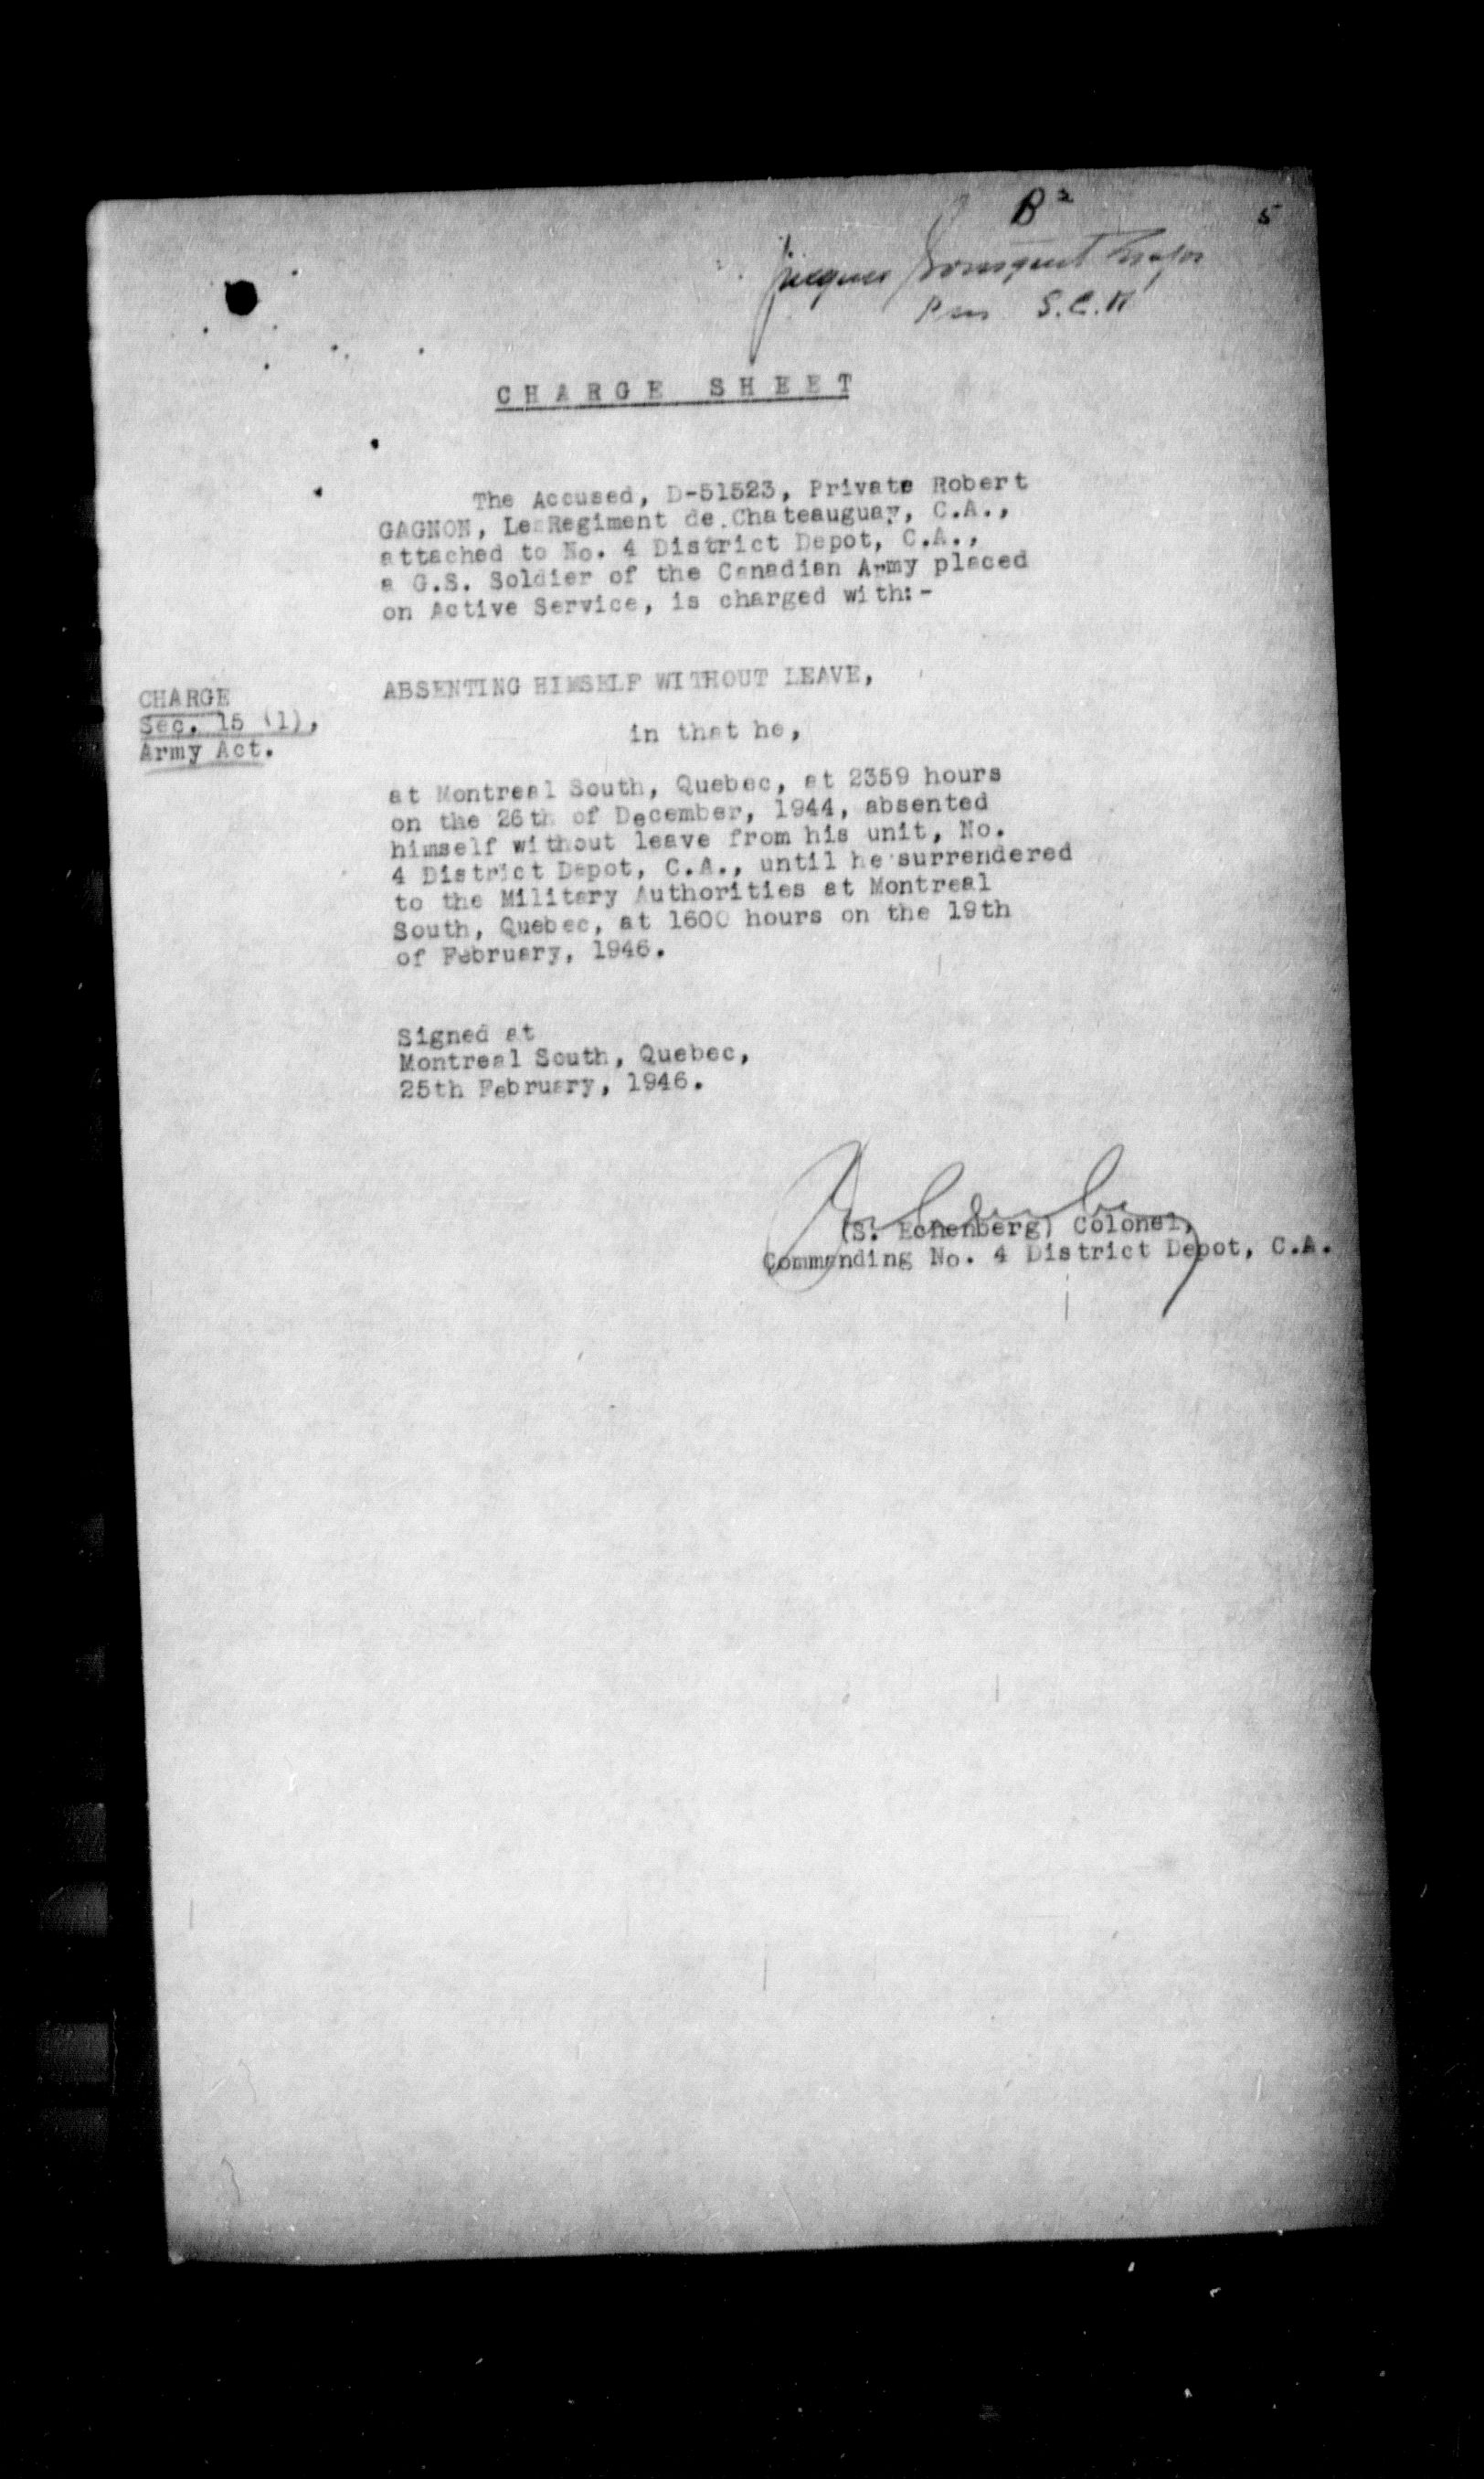 B²
5
Jacques Major
S.C.M
CHARGE SHEET
The Accused, D-51523, Private Robert
GAGNON, Le Regiment de Chateauguay, C.A.,
attached to No. 4 District Depot, C.A.,
a G.S. Soldier of the Canadian Army placed
on Active Service, is charged with:-
CHARGE
Sec. 15 (1),
Army Act.
ABSENTING HIMSELF WITHOUT LEAVE,
in that he,
at Montreal South, Quebec, at 2359 hours
on the 26th of December, 1944, absented
himself without leave from his unit, No.
4 District Depot, C.A., until he surrendered
to the Military Authorities at Montreal
South, Quebec, at 1600 hours on the 19th
of February, 1946.
Signed at
Montreal South, Quebec,
25th February, 1946.
(S. Echenberg) Colonel,
Commanding No. 4 District Depot, C.A.